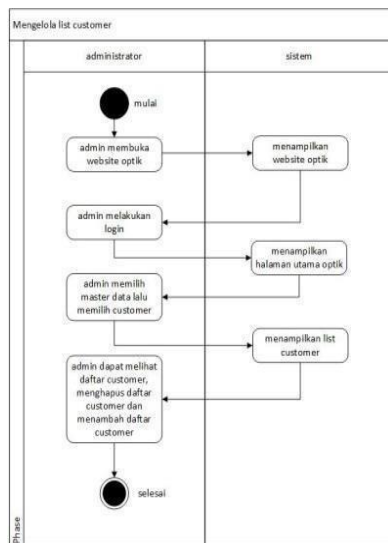 Mengelola list customer
administrator
sistem
mulai
admin membuka
website optik
menampilkan
website optik
admin melakukan
login
menampilkan
halaman utama optik
admin memilih
master data lalu
memilih customer
menampilkan list
customer
admin dapat melihat
daftar customer,
menghapus daftar
customer dan
menambah daftar
customer
selesai
Phase